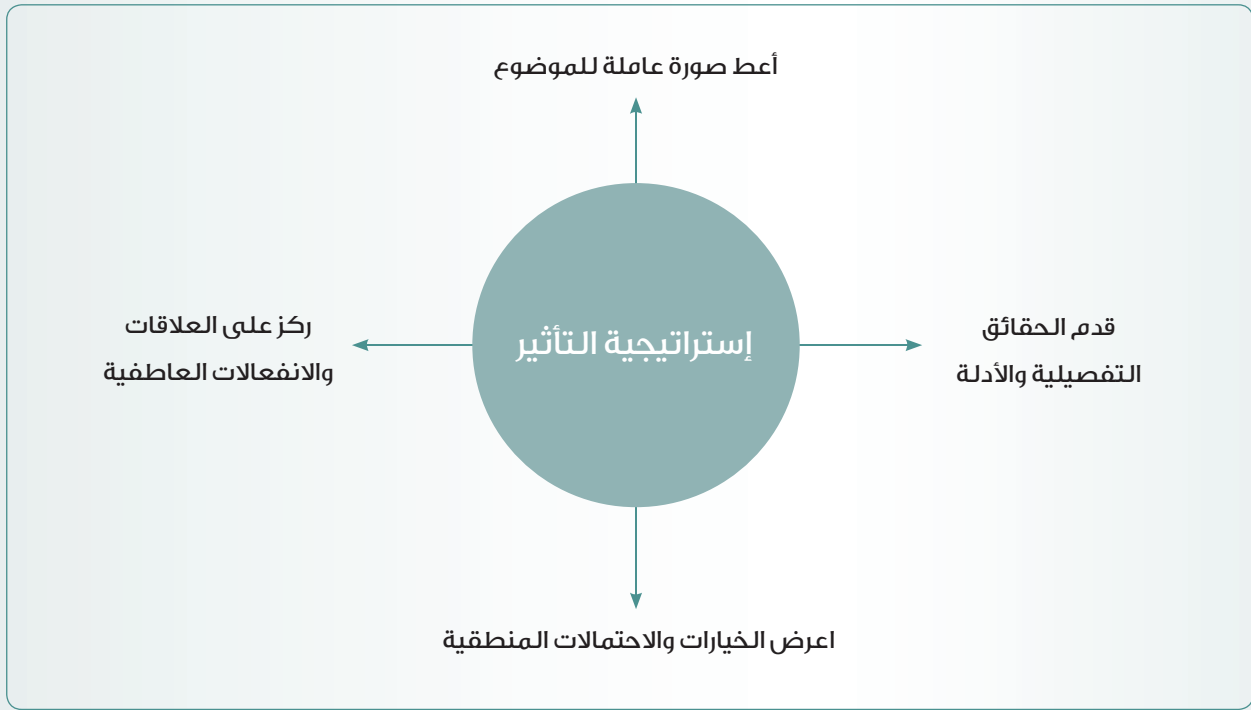 أعط صورة عاملة للموضوع
قدم الحقائق
التفصيلية والأدلة
إستراتيجية التأثير
ركز على العلاقات
والانفعالات العاطفية
اعرض الخيارات والاحتمالات المنطقية